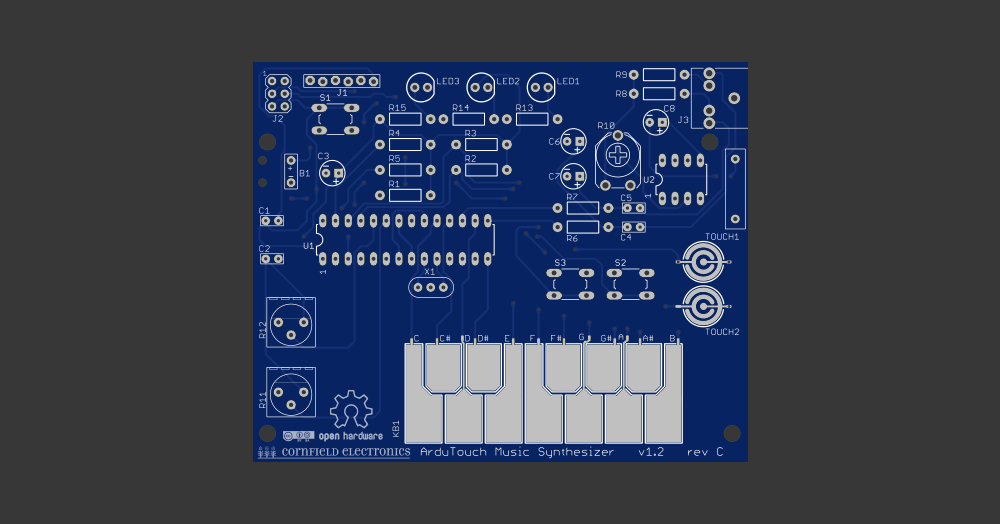 1
J1
J2
S1
LED3
LED2
LED1
R9
R8
C8
J3
R15
R14
R13
R10
C6
R4
R3
C3
B1
R5
R2
C7
U2
R1
R7
C5
C1
R6
C4
U1
TOUCH1
C2
1
X1
S3
S2
R12
TOUCH2
C C# D D# E F F# G G# A A# B
R11
KB1
open hardware
CORNFIELD ELECTRONICS
ArduTouch Music Synthesizer v1.2 rev C